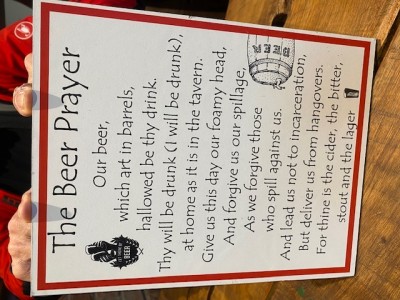 The Beer Prayer
Our beer,
which art in barrels,
hallowed be thy drink.
Thy will be drunk (I will be drunk),
at home as it is in the tavern.
Give us this day our foamy head,
And forgive us our spillage,
As we forgive those
who spill against us.
And lead us not to incarceration,
But deliver us from hangovers.
For thine is the cider, the bitter,
stout and the lager
BEER
BEER